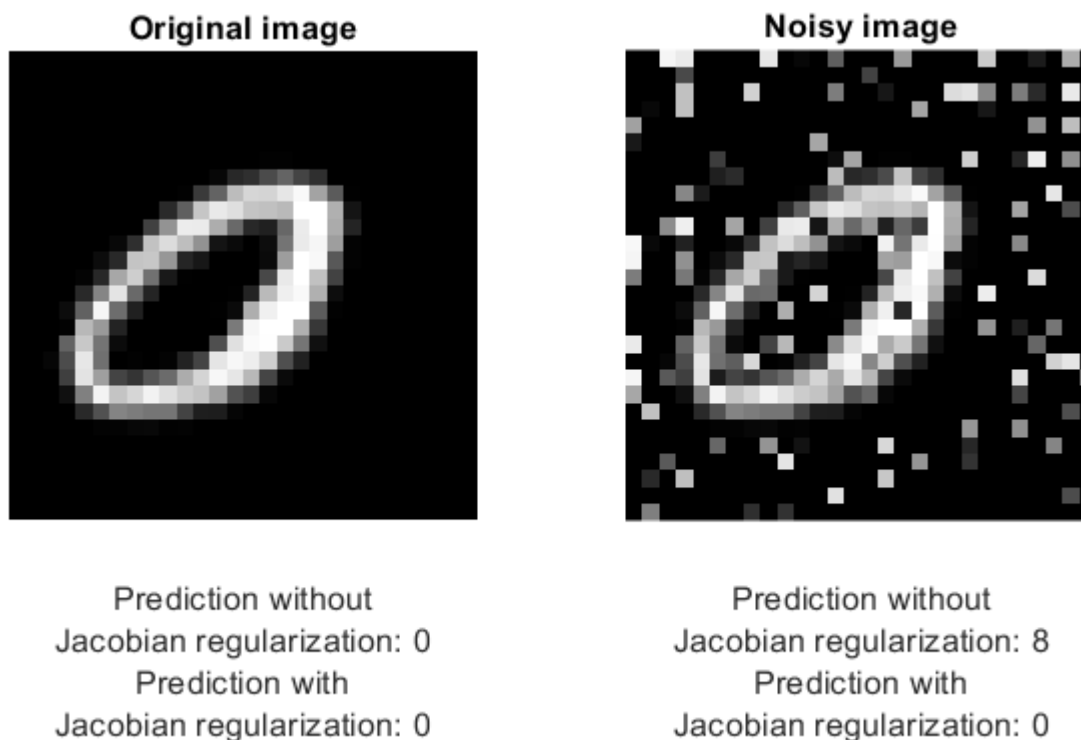 Original image
Noisy image
Prediction without
Jacobian regularization: 0
Prediction with
Jacobian regularization: 0
Prediction without
Jacobian regularization: 8
Prediction with
Jacobian regularization: 0